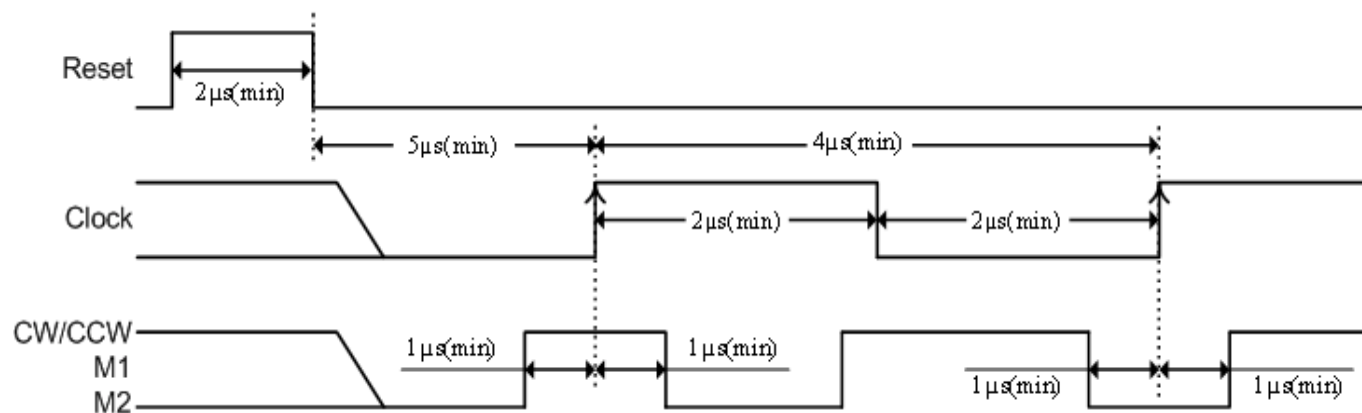 Reset
2μs(min)
5μs(min)
4μs(min)
Clock
2μs(min)
2μs(min)
CW/CCW
M1
M2
1μs(min)
1μs(min)
1μs(min)
1μs(min)